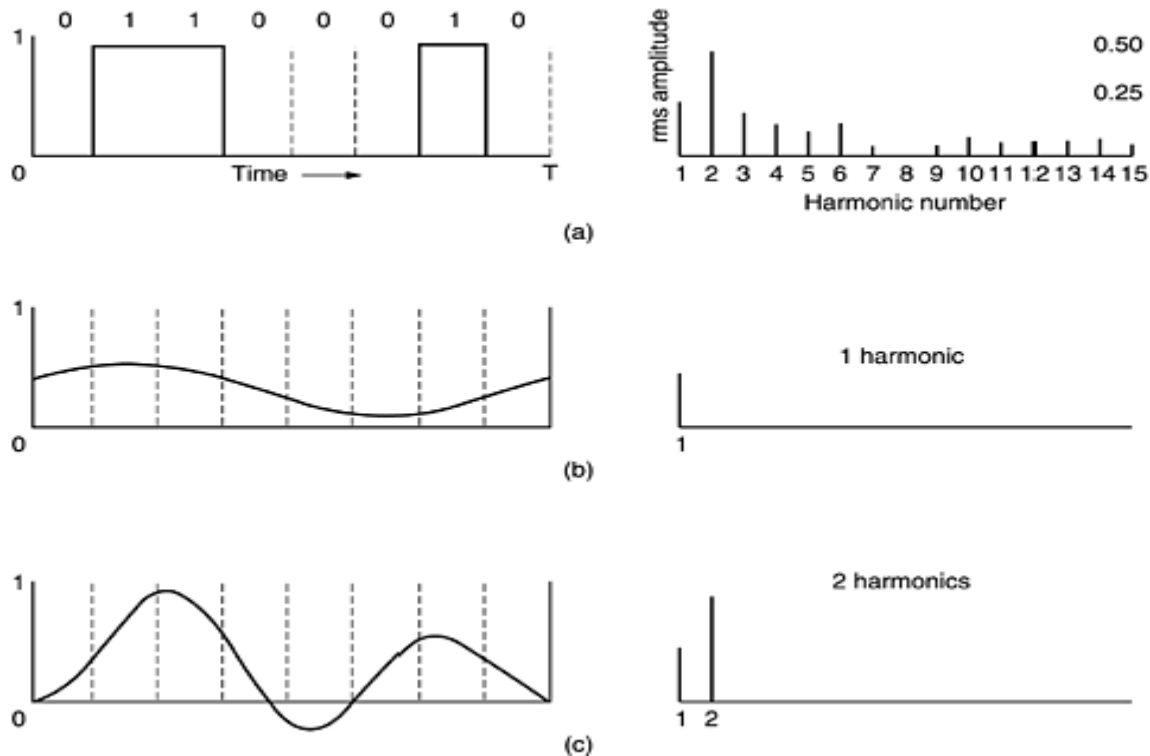 0 1 1 0 0 0 1 0
1
0
Time
T
rms amplitude
0.50
0.25
1 2 3 4 5 6 7 8 9 10 11 12 13 14 15
Harmonic number
(a)
1
0
1 harmonic
1
(b)
1
0
2 harmonics
1 2
(c)